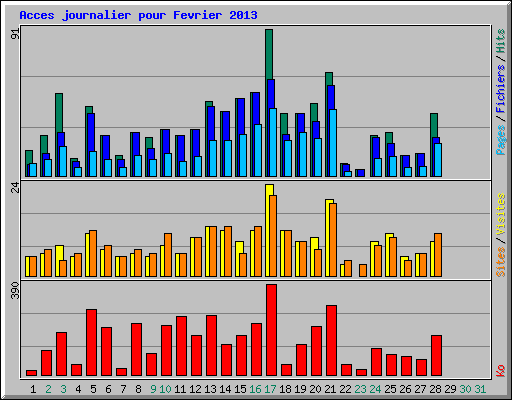 Acces journalier pour Fevrier 2013
91
Pages / Fichiers / Hits
24
Sites / Visites
390
Ko
1 2 3 4 5 6 7 8 9 10 11 12 13 14 15 16 17 18 19 20 21 22 23 24 25 26 27 28 29 30 31